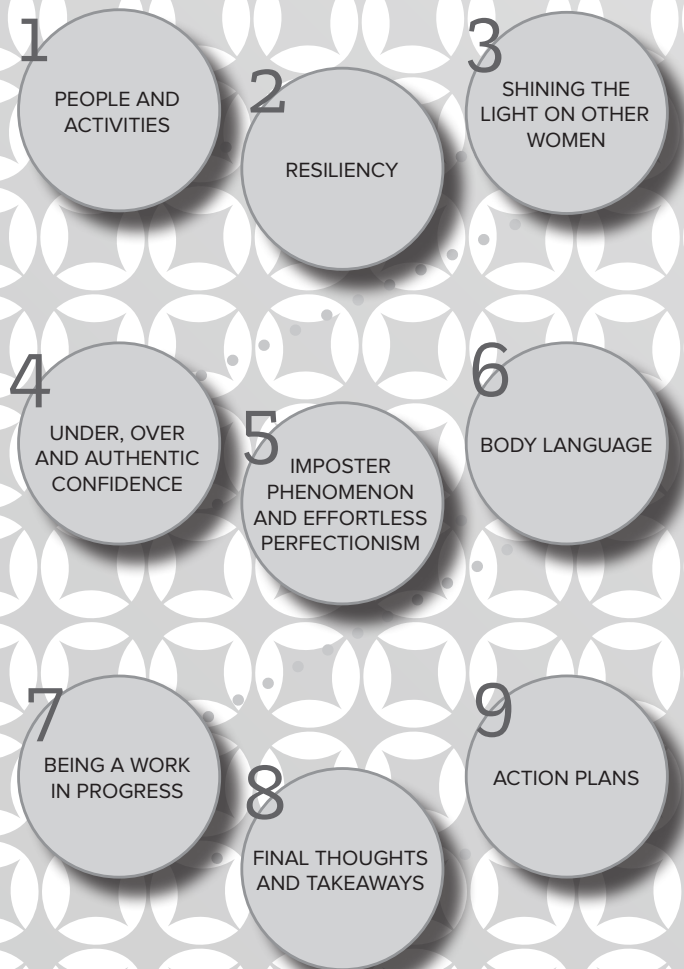 1
PEOPLE AND
ACTIVITIES
2
RESILIENCY
3
SHINING THE
LIGHT ON OTHER
WOMEN
4
UNDER, OVER
AND AUTHENTIC
CONFIDENCE
5
IMPOSTER
PHENOMENON
AND EFFORTLESS
PERFECTIONISM
6
BODY LANGUAGE
7
BEING A WORK
IN PROGRESS
8
FINAL THOUGHTS
AND TAKEAWAYS
9
ACTION PLANS